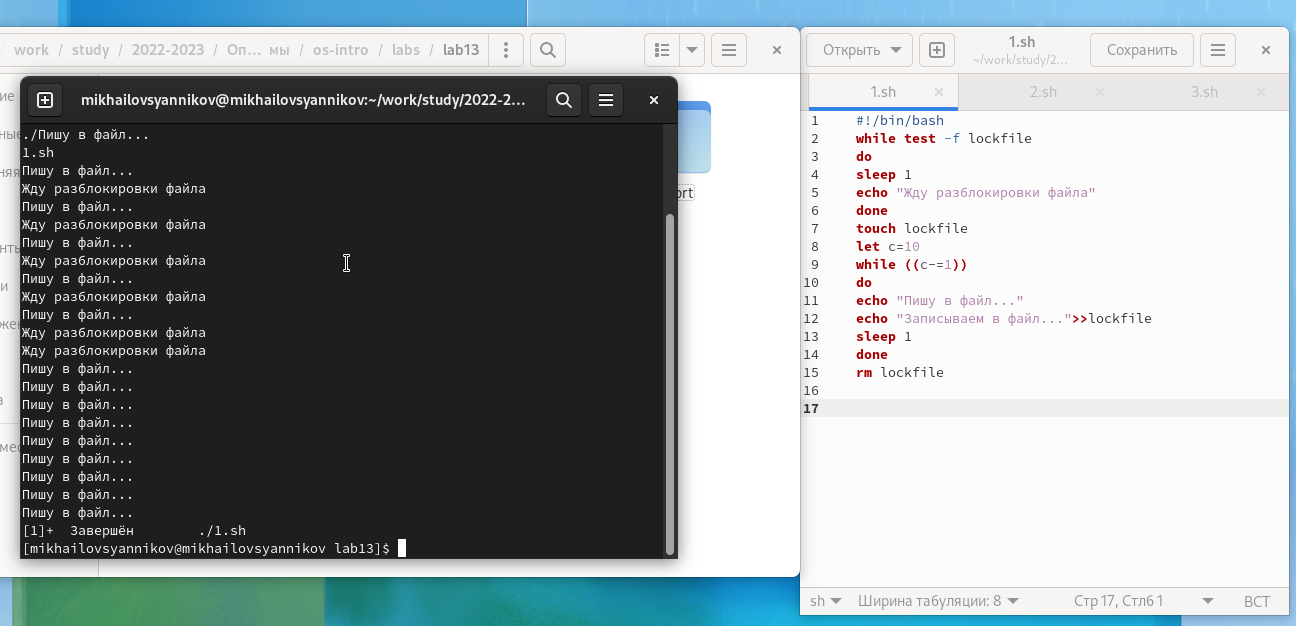 work / study / 2022-2023 / Оп... мы / os-intro / labs / lab13
mikhailovsyannikov@mikhailovsyannikov:~/work/study/2022-2...
./Пишу в файл...
1.sh
Пишу в файл...
Жду разблокировки файла
Пишу в файл...
Жду разблокировки файла
Пишу в файл...
Жду разблокировки файла
Пишу в файл...
Жду разблокировки файла
Пишу в файл...
Жду разблокировки файла
Жду разблокировки файла
Пишу в файл...
Пишу в файл...
Пишу в файл...
Пишу в файл...
Пишу в файл...
Пишу в файл...
Пишу в файл...
Пишу в файл...
Пишу в файл...
[1]+  Завершён        ./1.sh
[mikhailovsyannikov@mikhailovsyannikov lab13]$
Открыть
1.sh
~/work/study/2...
Сохранить
1.sh 2.sh 3.sh
1 #!/bin/bash
2 while test -f lockfile
3 do
4 sleep 1
5 echo "Жду разблокировки файла"
6 done
7 touch lockfile
8 let c=10
9 while ((c-=1))
10 do
11 echo "Пишу в файл..."
12 echo "Записываем в файл...">>lockfile
13 sleep 1
14 done
15 rm lockfile
16
17
sh Ширина табуляции: 8 Стр 17, Стлб 1 ВСТ